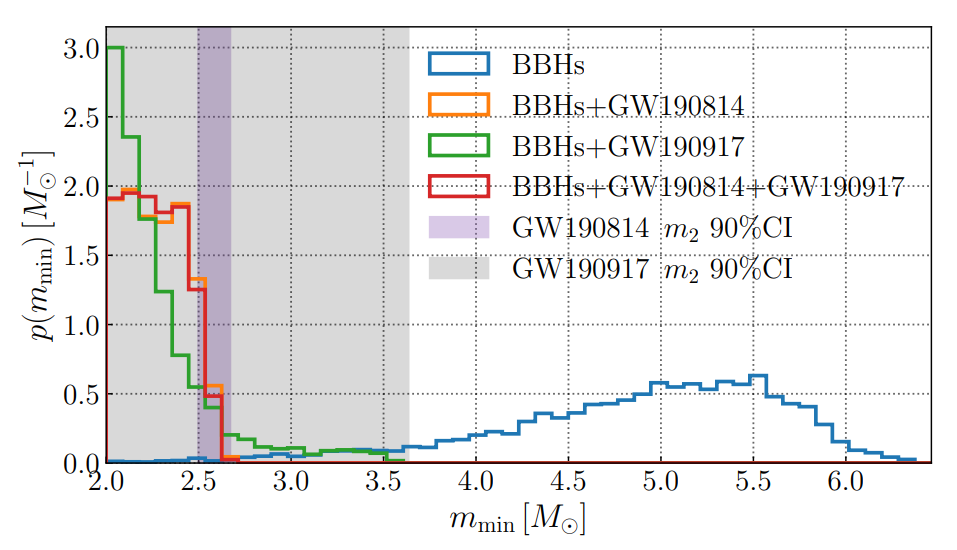 3.0
2.5
2.0
1.5
1.0
0.5
0.0
p(m_min) [M_⊙^−1]
BBHs
BBHs+GW190814
BBHs+GW190917
BBHs+GW190814+GW190917
GW190814 m_2 90%CI
GW190917 m_2 90%CI
2.0 2.5 3.0 3.5 4.0 4.5 5.0 5.5 6.0
m_min [M_⊙]